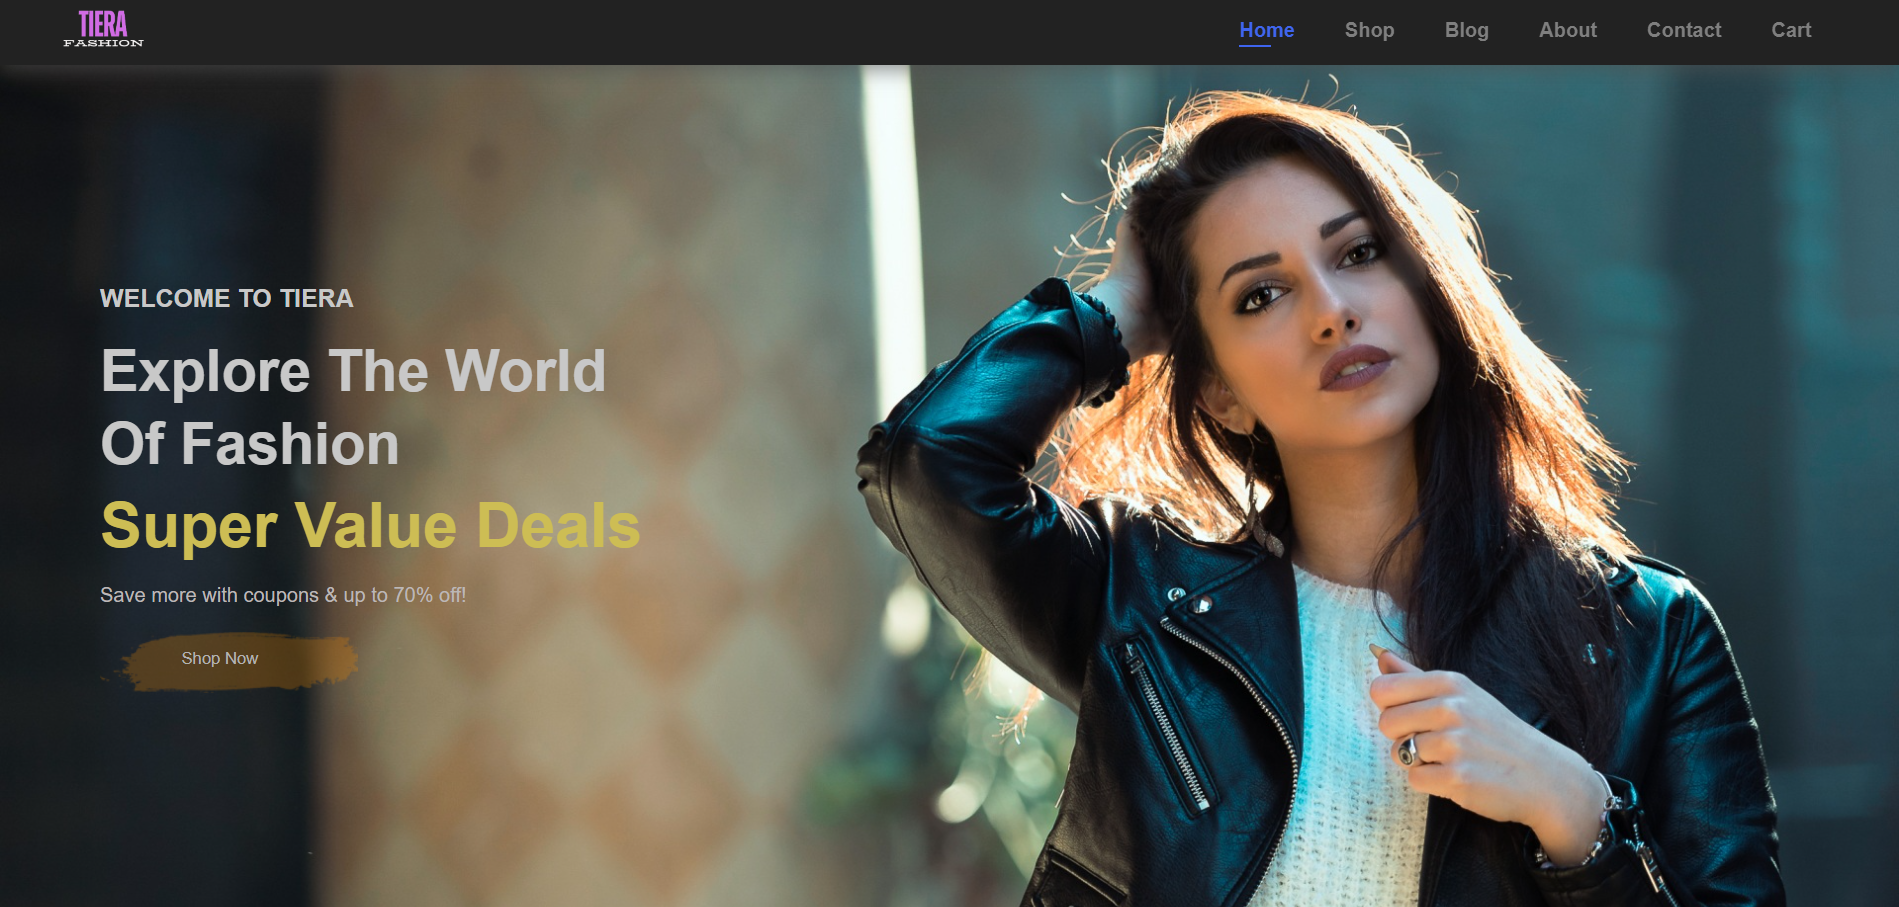 TIERA
FASHION
Home Shop Blog About Contact Cart
WELCOME TO TIERA
Explore The World
Of Fashion
Super Value Deals
Save more with coupons & up to 70% off!
Shop Now